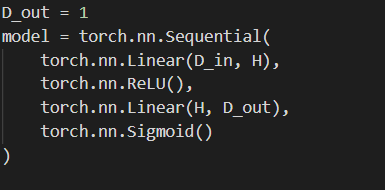 D_out = 1
model = torch.nn.Sequential(
    torch.nn.Linear(D_in, H),
    torch.nn.ReLU(),
    torch.nn.Linear(H, D_out),
    torch.nn.Sigmoid()
)